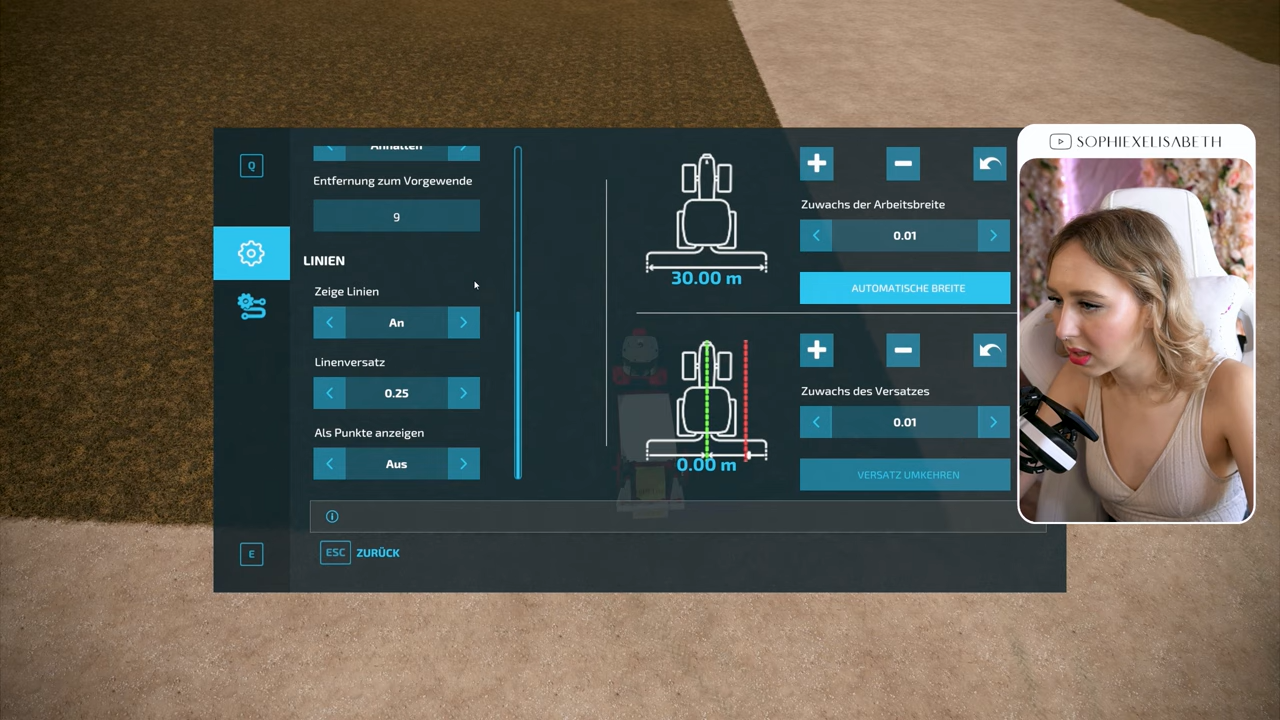 Q
Anhalten
Entfernung zum Vorgewende
9
LINIEN
Zeige Linien
An
Linenversatz
0.25
Als Punkte anzeigen
Aus
30.00 m
Zuwachs der Arbeitsbreite
0.01
AUTOMATISCHE BREITE
0.00 m
Zuwachs des Versatzes
0.01
VERSATZ UMKEHREN
E
ESC ZURÜCK
SOPHIEXELISABETH